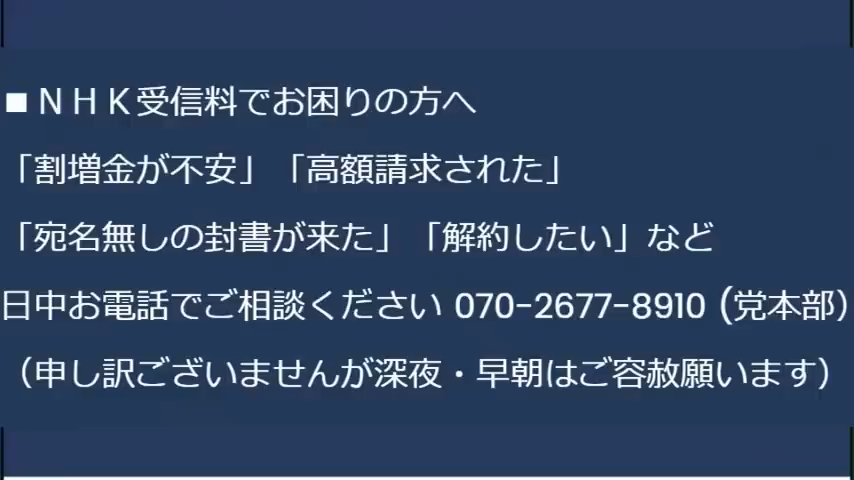 ■ＮＨＫ受信料でお困りの方へ
「割増金が不安」「高額請求された」
「宛名無しの封書が来た」「解約したい」など
日中お電話でご相談ください 070-2677-8910 (党本部)
（申し訳ございませんが深夜・早朝はご容赦願います）